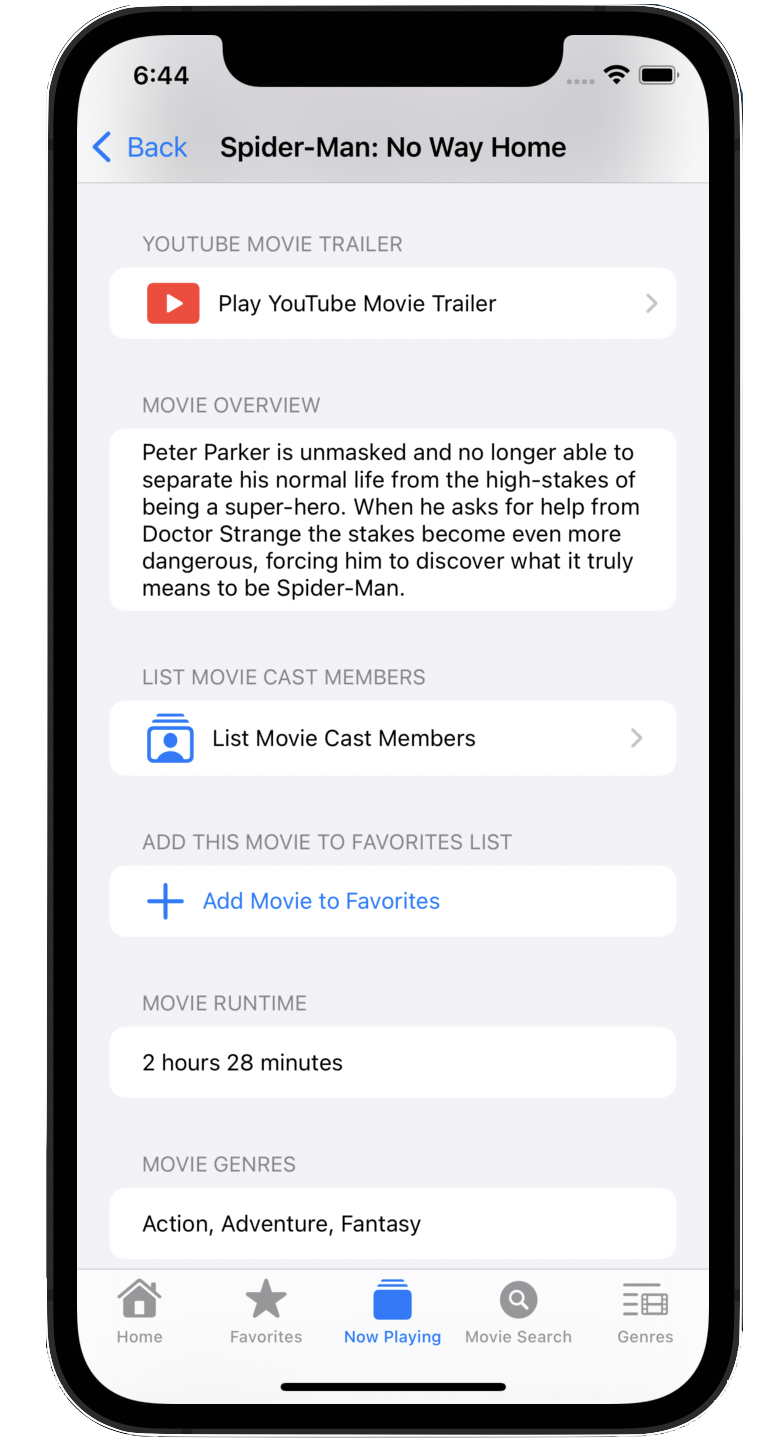 6:44
Back Spider-Man: No Way Home
YOUTUBE MOVIE TRAILER
Play YouTube Movie Trailer
MOVIE OVERVIEW
Peter Parker is unmasked and no longer able to
separate his normal life from the high-stakes of
being a super-hero. When he asks for help from
Doctor Strange the stakes become even more
dangerous, forcing him to discover what it truly
means to be Spider-Man.
LIST MOVIE CAST MEMBERS
List Movie Cast Members
ADD THIS MOVIE TO FAVORITES LIST
Add Movie to Favorites
MOVIE RUNTIME
2 hours 28 minutes
MOVIE GENRES
Action, Adventure, Fantasy
Home Favorites Now Playing Movie Search Genres